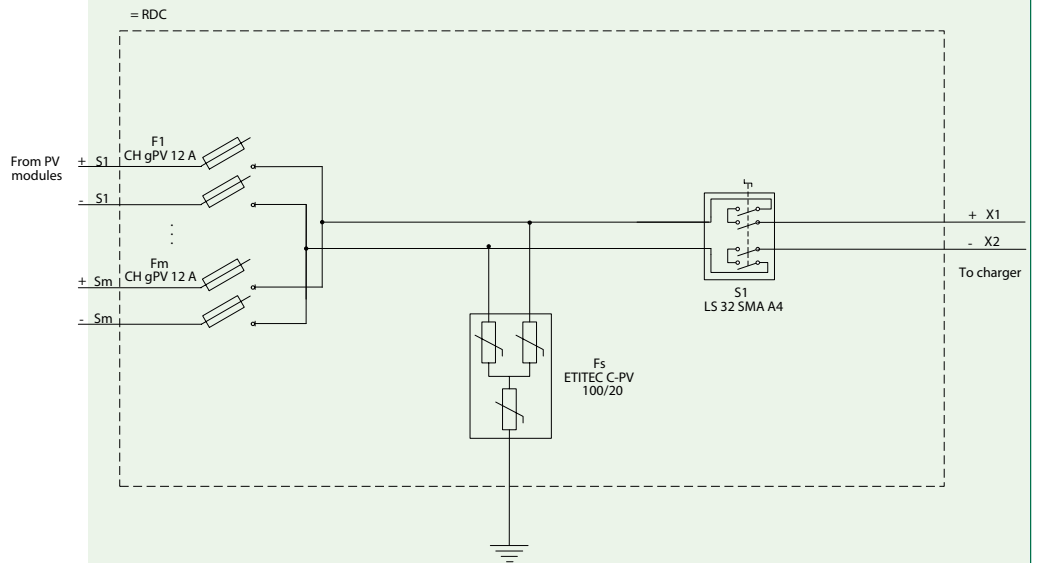 = RDC
F1
CH gPV 12 A
From PV
modules
+ S1
- S1
Fm
CH gPV 12 A
+ Sm
- Sm
+ X1
- X2
To charger
S1
LS 32 SMA A4
Fs
ETITEC C-PV
100/20